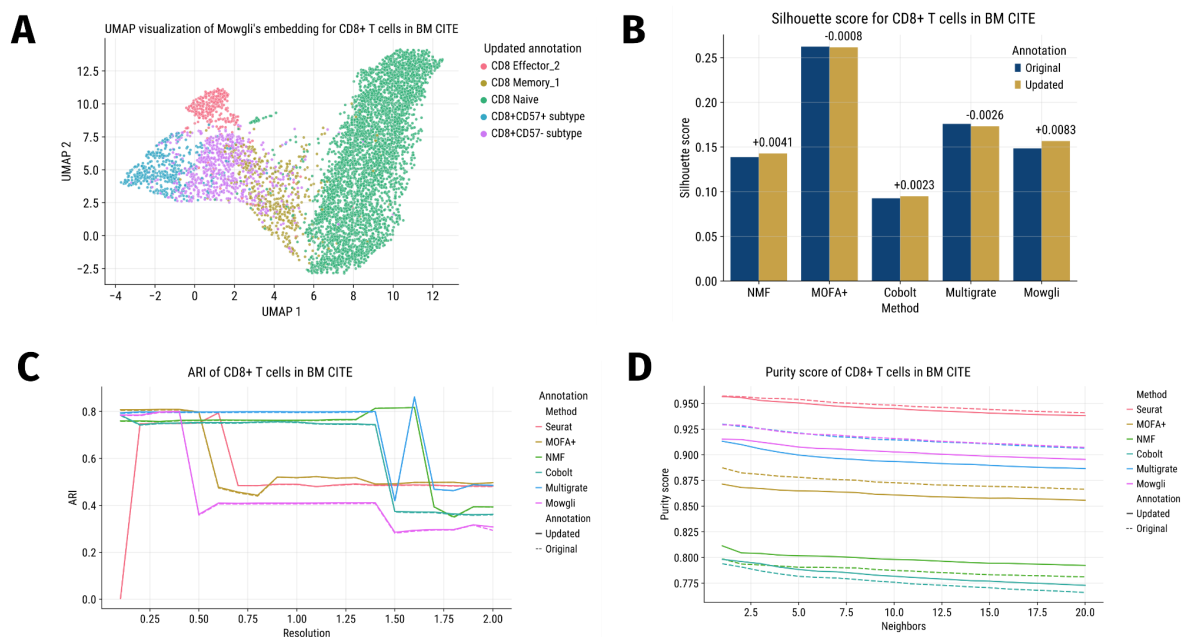 A
UMAP visualization of Mowgli's embedding for CD8+ T cells in BM CITE
UMAP 2
12.5
10.0
7.5
5.0
2.5
0.0
−2.5
−4
−2
0
2
4
6
8
10
12
UMAP 1
Updated annotation
CD8 Effector_2
CD8 Memory_1
CD8 Naive
CD8+CD57+ subtype
CD8+CD57- subtype
B
Silhouette score for CD8+ T cells in BM CITE
Silhouette score
0.25
0.20
0.15
0.10
0.05
0.00
+0.0041
-0.0008
+0.0023
-0.0026
+0.0083
Annotation
Original
Updated
NMF
MOFA+
Cobolt
Multigrate
Mowgli
Method
C
ARI of CD8+ T cells in BM CITE
ARI
0.8
0.6
0.4
0.2
0.0
0.25
0.50
0.75
1.00
1.25
1.50
1.75
2.00
Resolution
Annotation
Method
Seurat
MOFA+
NMF
Cobolt
Multigrate
Mowgli
Annotation
Updated
Original
D
Purity score of CD8+ T cells in BM CITE
Purity score
0.950
0.925
0.900
0.875
0.850
0.825
0.800
0.775
2.5
5.0
7.5
10.0
12.5
15.0
17.5
20.0
Neighbors
Method
Seurat
MOFA+
NMF
Cobolt
Multigrate
Mowgli
Annotation
Updated
Original